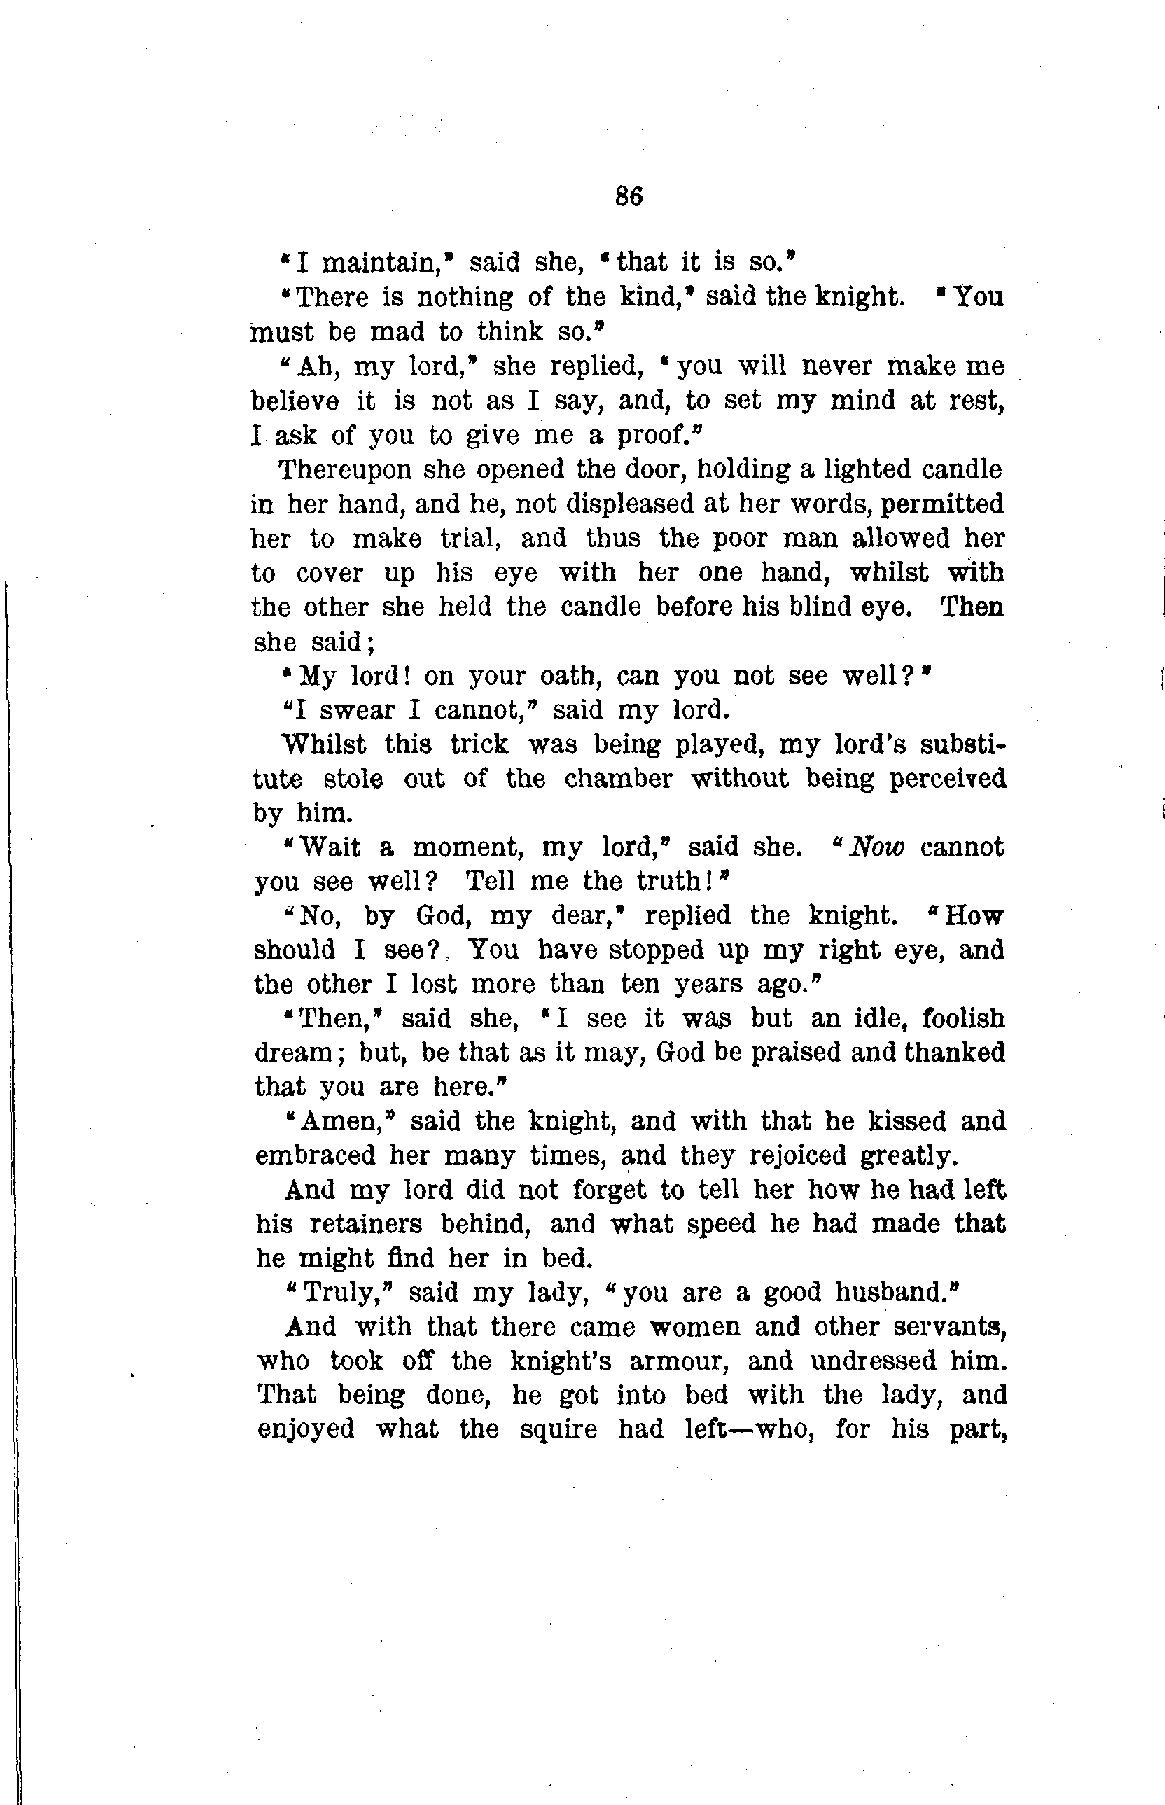 86
"I maintain," said she, "that it is so."
"There is nothing of the kind," said the knight. "You
must be mad to think so."
"Ah, my lord," she replied, "you will never make me
believe it is not as I say, and, to set my mind at rest,
I ask of you to give me a proof."
Thereupon she opened the door, holding a lighted candle
in her hand, and he, not displeased at her words, permitted
her to make trial, and thus the poor man allowed her
to cover up his eye with her one hand, whilst with
the other she held the candle before his blind eye. Then
she said;
"My lord! on your oath, can you not see well?"
"I swear I cannot," said my lord.
Whilst this trick was being played, my lord's substi-
tute stole out of the chamber without being perceived
by him.
"Wait a moment, my lord," said she. "Now cannot
you see well? Tell me the truth!"
"No, by God, my dear," replied the knight. "How
should I see? You have stopped up my right eye, and
the other I lost more than ten years ago."
"Then," said she, "I see it was but an idle, foolish
dream; but, be that as it may, God be praised and thanked
that you are here."
"Amen," said the knight, and with that he kissed and
embraced her many times, and they rejoiced greatly.
And my lord did not forget to tell her how he had left
his retainers behind, and what speed he had made that
he might find her in bed.
"Truly," said my lady, "you are a good husband."
And with that there came women and other servants,
who took off the knight's armour, and undressed him.
That being done, he got into bed with the lady, and
enjoyed what the squire had left—who, for his part,